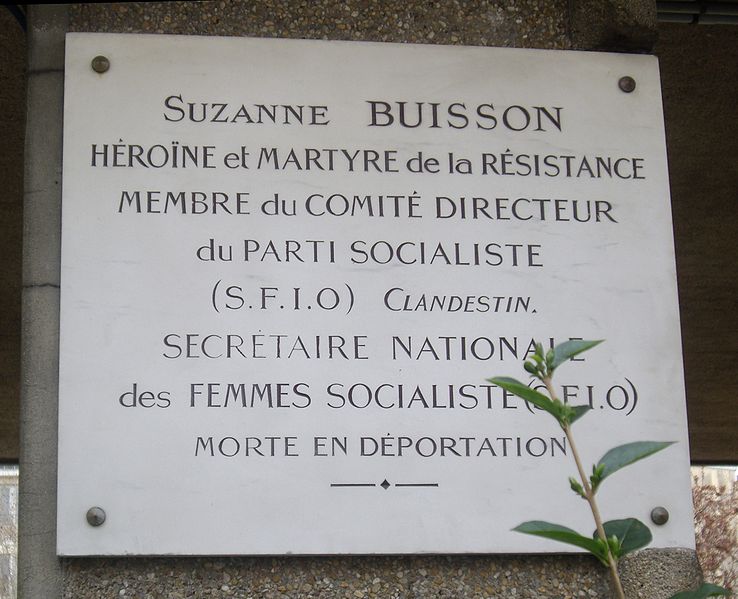 SUZANNE BUISSON
HÉROÏNE et MARTYRE de la RÉSISTANCE
MEMBRE du COMITÉ DIRECTEUR
du PARTI SOCIALISTE
(S.F.I.O) CLANDESTIN.
SECRÉTAIRE NATIONALE
des FEMMES SOCIALISTE (S.F.I.O)
MORTE EN DÉPORTATION